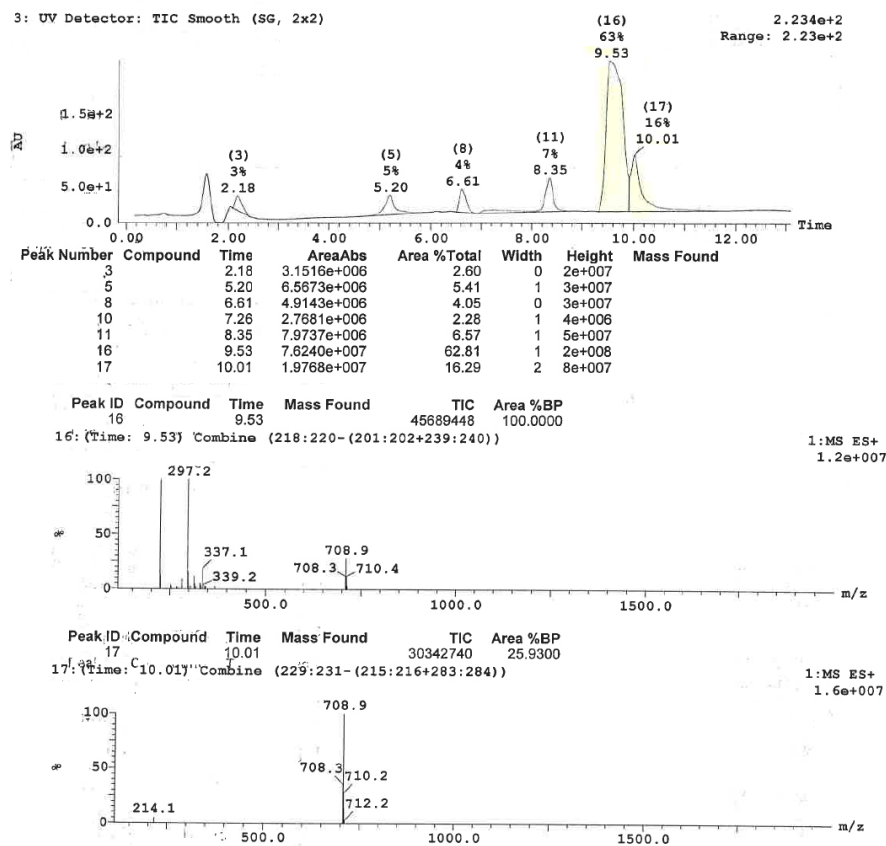 3: UV Detector: TIC Smooth (SG, 2x2)
2.234e+2
Range: 2.23e+2
AU
1.5e+2
1.0e+2
5.0e+1
0.0
(3)
3%
2.18
(5)
5%
5.20
(8)
4%
6.61
(11)
7%
8.35
(16)
63%
9.53
(17)
16%
10.01
0.00 2.00 4.00 6.00 8.00 10.00 12.00 Time
Peak Number Compound Time AreaAbs Area %Total Width Height Mass Found
3 2.18 3.1516e+006 2.60 0 2e+007
5 5.20 6.5673e+006 5.41 1 3e+007
8 6.61 4.9143e+006 4.05 0 3e+007
10 7.26 2.7681e+006 2.28 1 4e+006
11 8.35 7.9737e+006 6.57 1 5e+007
16 9.53 7.6240e+007 62.81 1 2e+008
17 10.01 1.9768e+007 16.29 2 8e+007
Peak ID Compound Time Mass Found TIC Area %BP
16 9.53 45689448 100.0000
16:(Time: 9.53) Combine (218:220-(201:202+239:240))
1:MS ES+
1.2e+007
100
%
50
0
297.2
337.1
339.2
708.9
708.3
710.4
500.0 1000.0 1500.0 m/z
Peak ID Compound Time Mass Found TIC Area %BP
17 10.01 30342740 25.9300
17:(Time: 10.01) Combine (229:231-(215:216+283:284))
1:MS ES+
1.6e+007
100
%
50
0
214.1
708.9
708.3
710.2
712.2
500.0 1000.0 1500.0 m/z